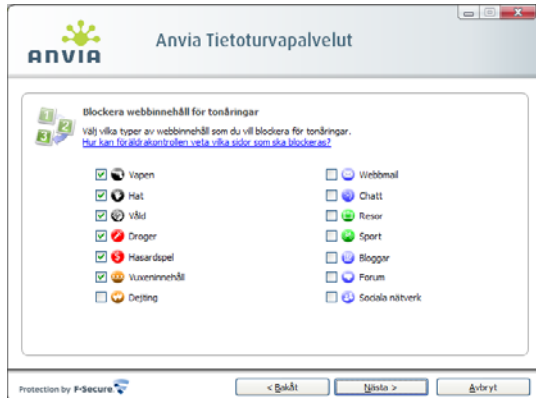 ANVIA
Anvia Tietoturvapalvelut
Blockera webbinnehåll för tonåringar
Välj vilka typer av webbinnehåll som du vill blockera för tonåringar.
Hur kan föräldrakontrollen veta vilka sidor som ska blockeras?
Vapen
Hat
Våld
Droger
Hasardspel
Vuxeninnehåll
Dejting
Webbmail
Chatt
Resor
Sport
Bloggar
Forum
Sociala nätverk
Protection by F-Secure
< Bakåt
Nästa >
Avbryt